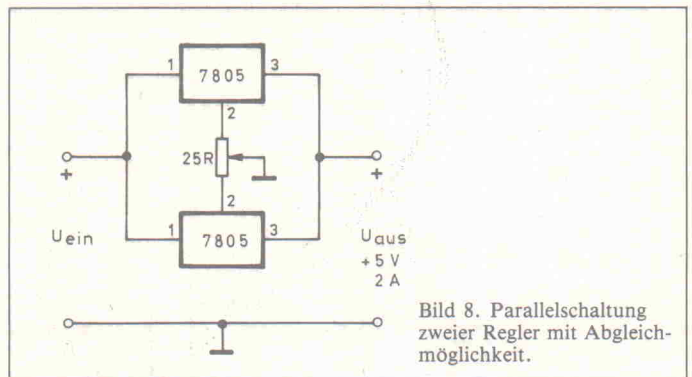 1 7805 3
2
25R
2
1 7805 3
+
+
Uein
Uaus
+5 V
2 A
Bild 8. Parallelschaltung
zweier Regler mit Abgleich-
möglichkeit.